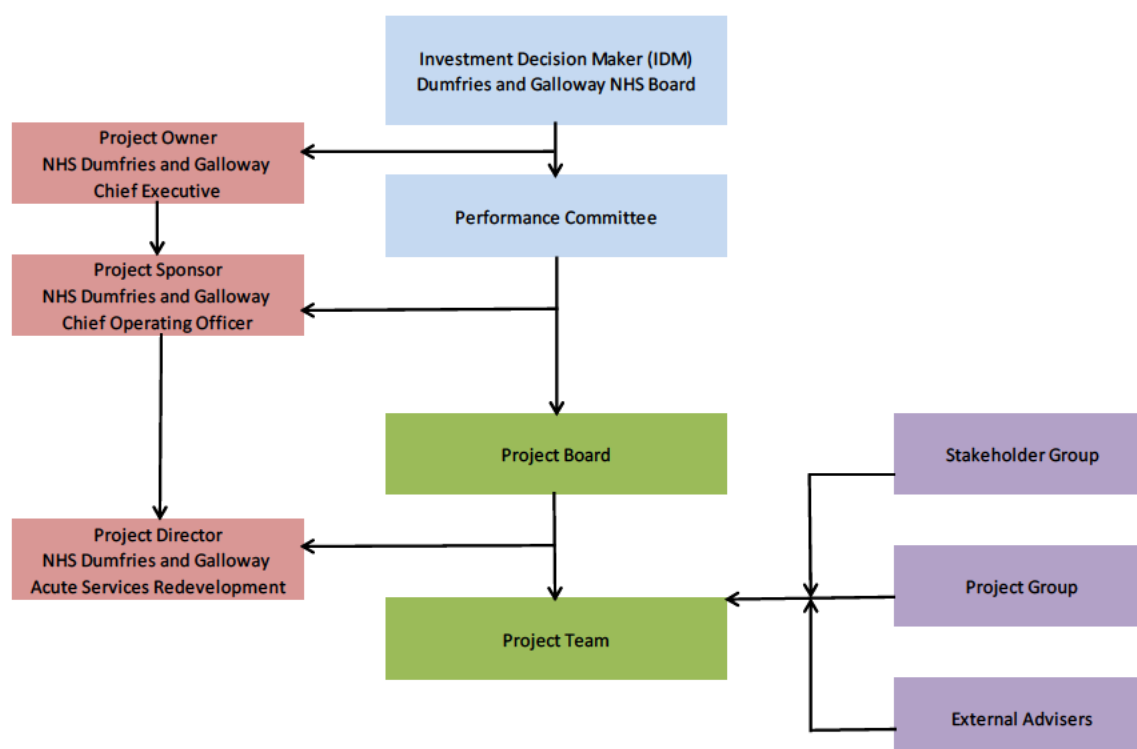 Investment Decision Maker (IDM)
Dumfries and Galloway NHS Board
Project Owner
NHS Dumfries and Galloway
Chief Executive
Performance Committee
Project Sponsor
NHS Dumfries and Galloway
Chief Operating Officer
Project Board
Stakeholder Group
Project Director
NHS Dumfries and Galloway
Acute Services Redevelopment
Project Group
Project Team
External Advisers